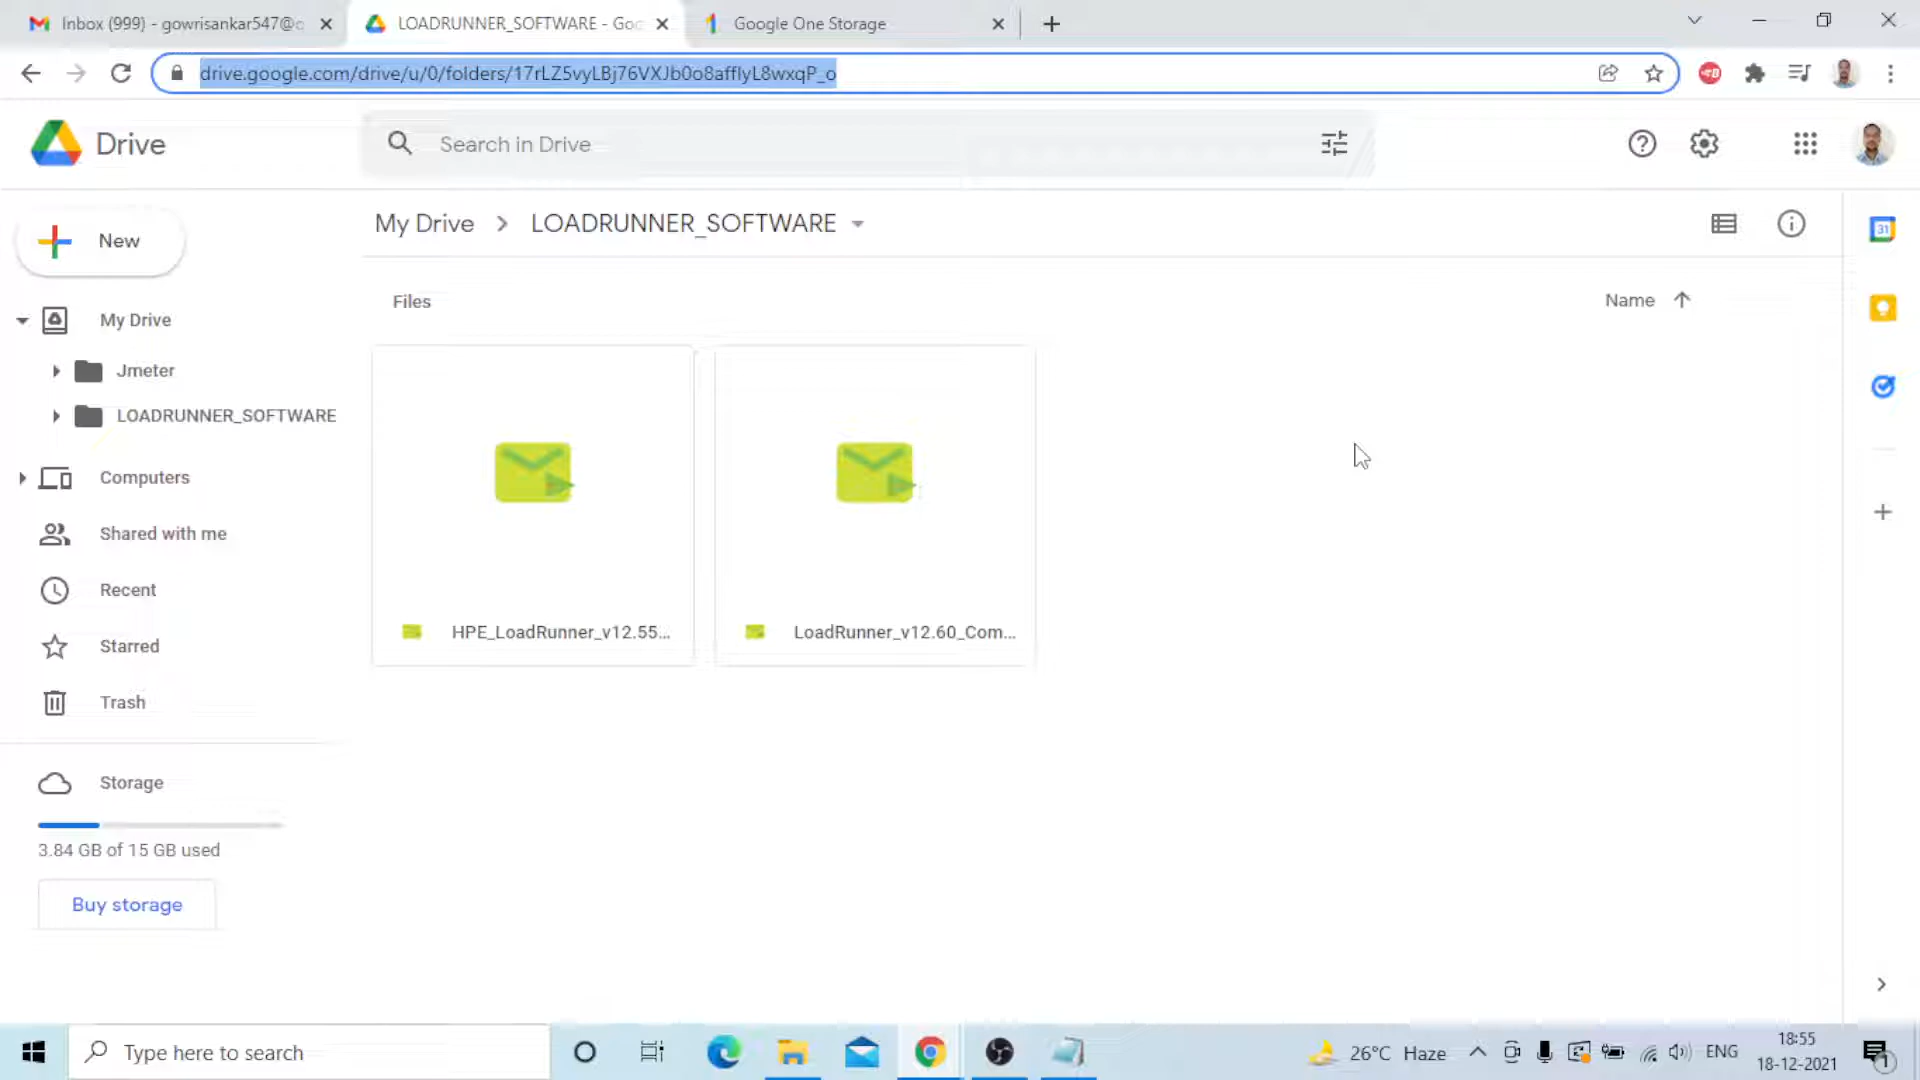 Inbox (999) - gowrisankar547@
LOADRUNNER_SOFTWARE - Goo
Google One Storage
drive.google.com/drive/u/0/folders/17rLZ5vyLBj76VXJb0o8afflyL8wxqP_o
Drive
Search in Drive
New
My Drive > LOADRUNNER_SOFTWARE
31
Files
Name
My Drive
Jmeter
LOADRUNNER_SOFTWARE
Computers
Shared with me
Recent
HPE_LoadRunner_v12.55...
LoadRunner_v12.60_Com...
Starred
Trash
Storage
3.84 GB of 15 GB used
Buy storage
Type here to search
26°C Haze
ENG
18:55
18-12-2021
1